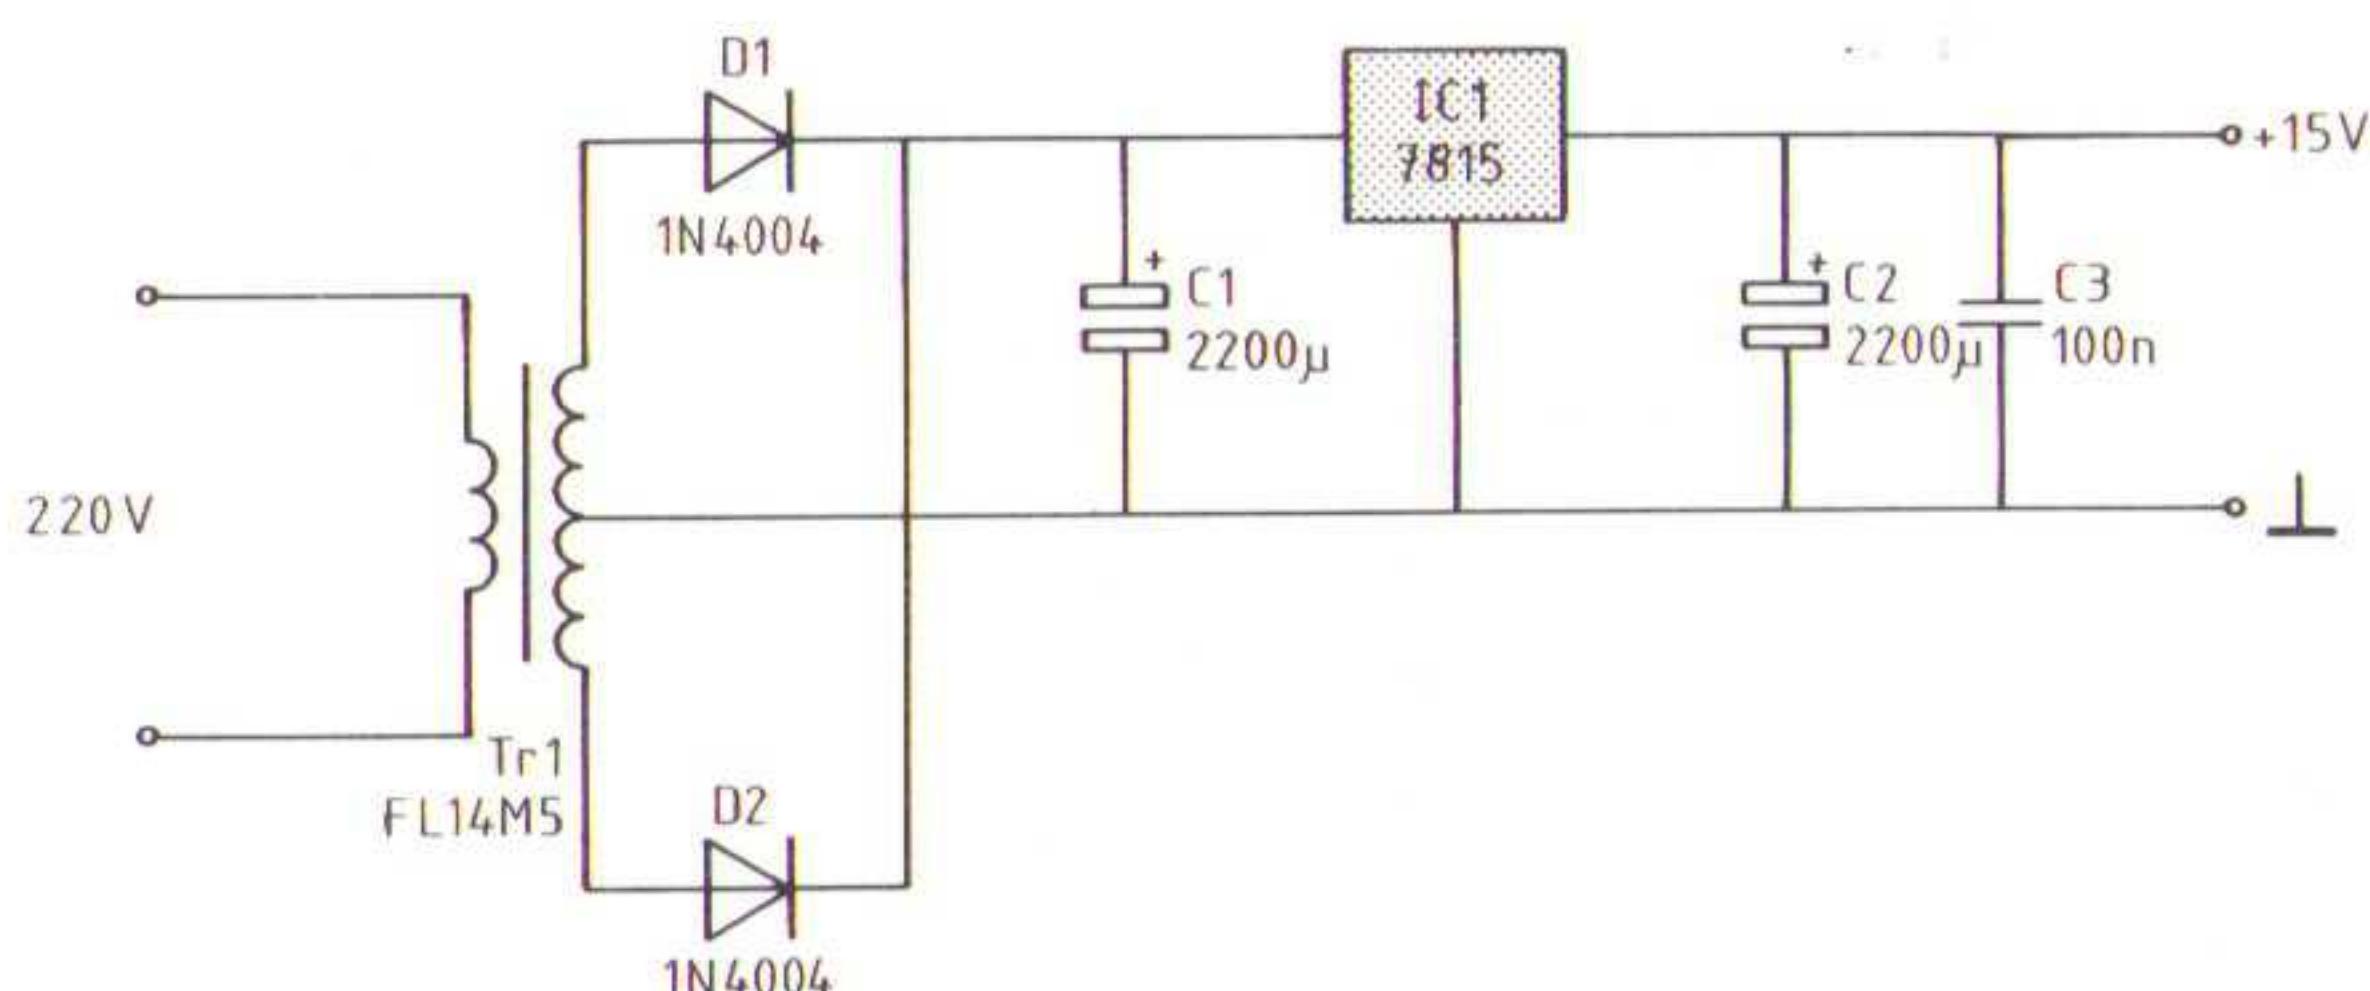 D1
1N4004
IC1
7815
+15V
+
C1
2200µ
+
C2
2200µ
C3
100n
220V
Tr1
FL14M5
D2
1N4004